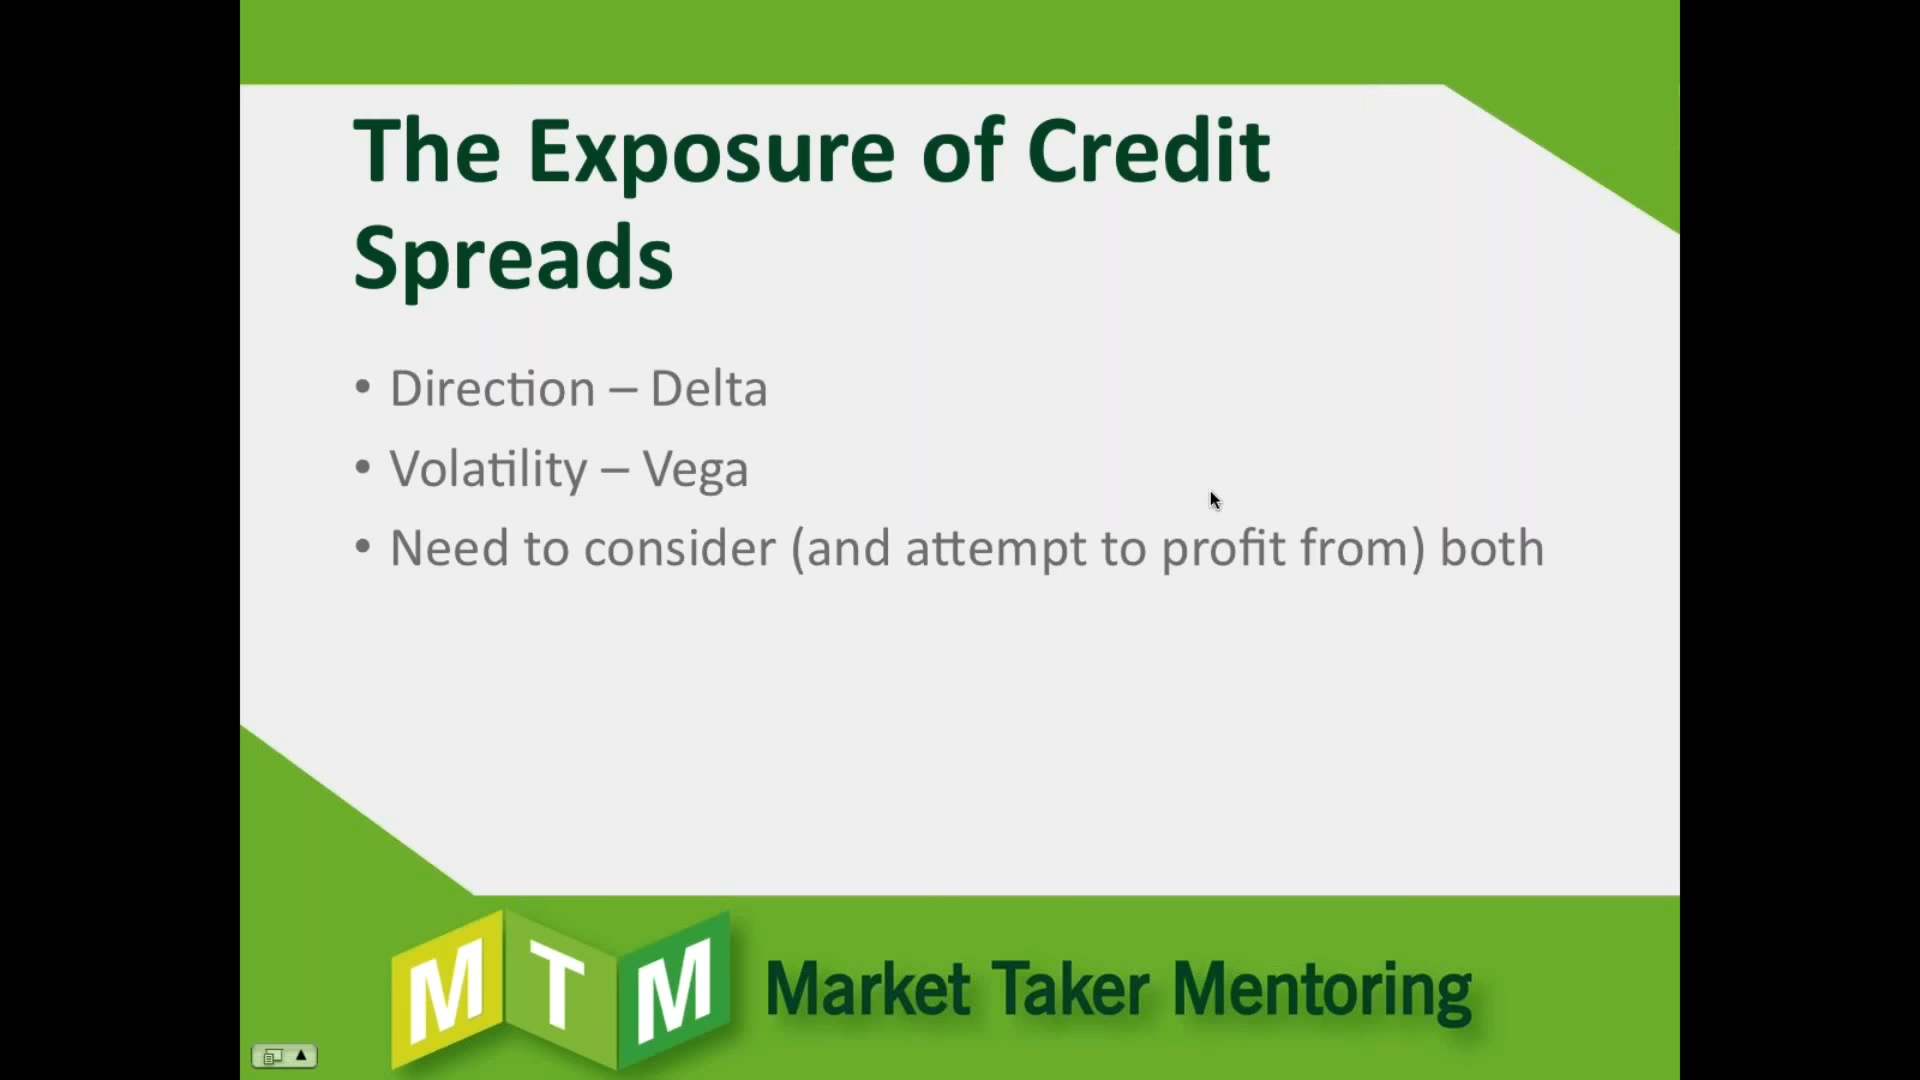 The Exposure of Credit
Spreads
• Direction – Delta
• Volatility – Vega
• Need to consider (and attempt to profit from) both
MTM Market Taker Mentoring